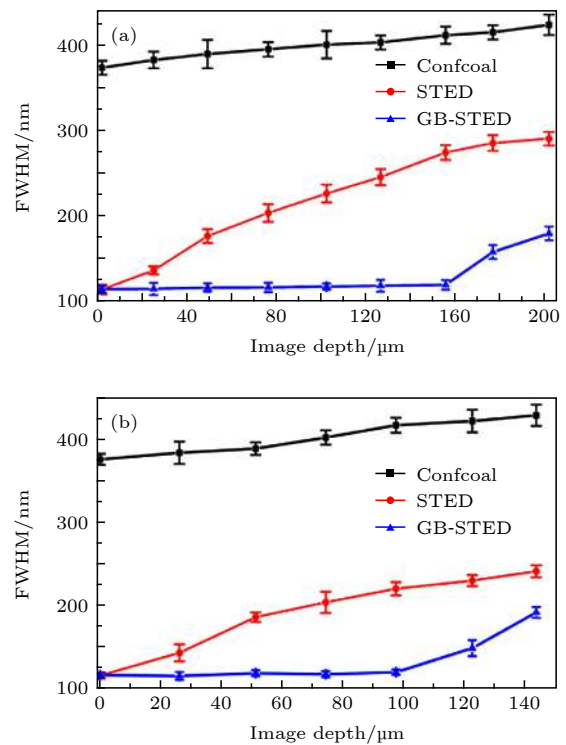 (a)
400
300
200
100
FWHM/nm
Confcoal
STED
GB-STED
0 40 80 120 160 200
Image depth/µm
(b)
400
300
200
100
FWHM/nm
Confcoal
STED
GB-STED
0 20 40 60 80 100 120 140
Image depth/µm